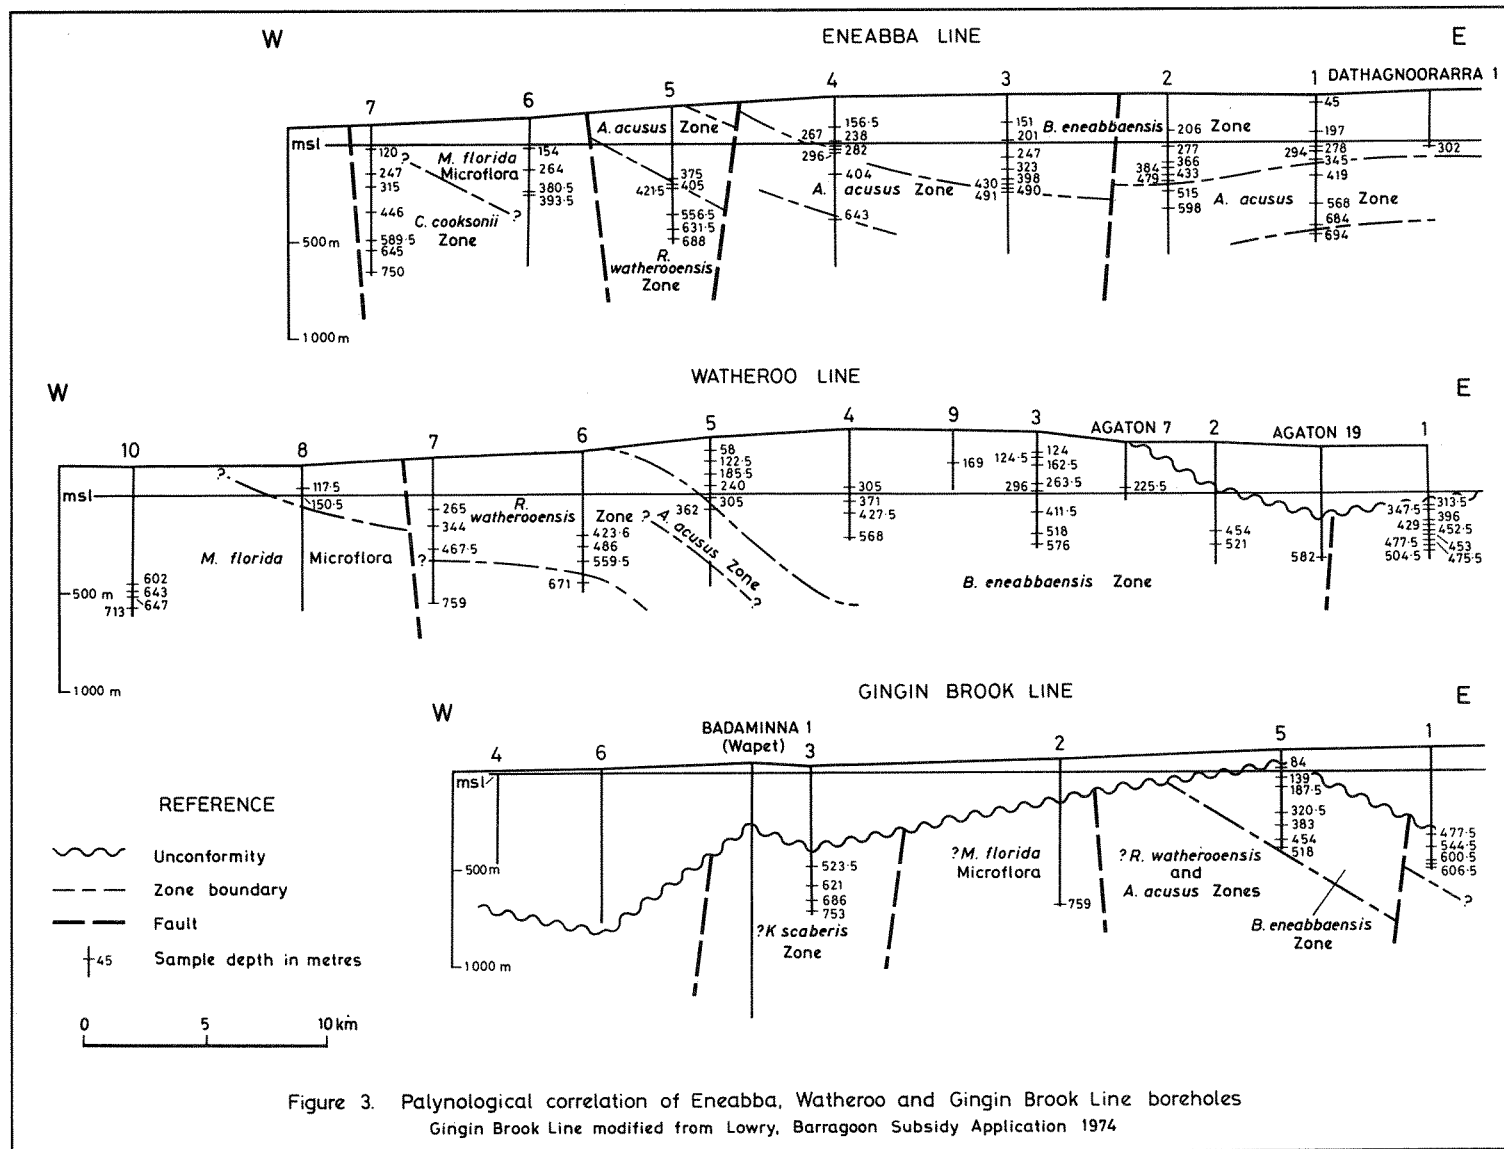 W ENEABBA LINE E
7 6 5 4 3 2 1 DATHAGNOORARRA 1
msl
500m
1000m
120
247
315
446
589·5
645
750
?
M. florida
Microflora
C. cooksonii
Zone
?
154
264
380·5
393·5
A. acusus Zone
375
405
421·5
556·5
631·5
688
R.
watherooensis
Zone
156·5
267 238
296 282
404
643
A. acusus Zone
151
201
247
323
398
430 490
491
B. eneabbaensis Zone
206
277
366
384 433
479
515
598
A. acusus Zone
45
197
278
294 345
419
568
684
694
302
W WATHEROO LINE E
10 8 7 6 5 4 9 3 AGATON 7 2 AGATON 19 1
msl
500 m
1000 m
602
643
647
713
?
117·5
150·5
M. florida Microflora
265
344
467·5
?
759
R.
watherooensis Zone
423·6
486
559·5
671
58
122·5
185·5
240
305
362
? A. acusus Zone
?
305
371
427·5
568
169
124
124·5 162·5
296 263·5
411·5
518
576
225·5
B. eneabbaensis Zone
454
521
582
313·5
347·5 396
429 452·5
477·5 453
504·5 475·5
W GINGIN BROOK LINE E
4 6 BADAMINNA 1
(Wapet) 3 2 5 1
msl
500m
1000 m
523·5
621
686
753
?K scaberis
Zone
?M. florida
Microflora
759
?R. watherooensis
and
A. acusus Zones
84
139
187·5
320·5
383
454
518
B. eneabbaensis
Zone
477·5
544·5
600·5
606·5
?
REFERENCE
Unconformity
Zone boundary
Fault
45 Sample depth in metres
0 5 10 km
Figure 3. Palynological correlation of Eneabba, Watheroo and Gingin Brook Line boreholes
Gingin Brook Line modified from Lowry, Barragoon Subsidy Application 1974